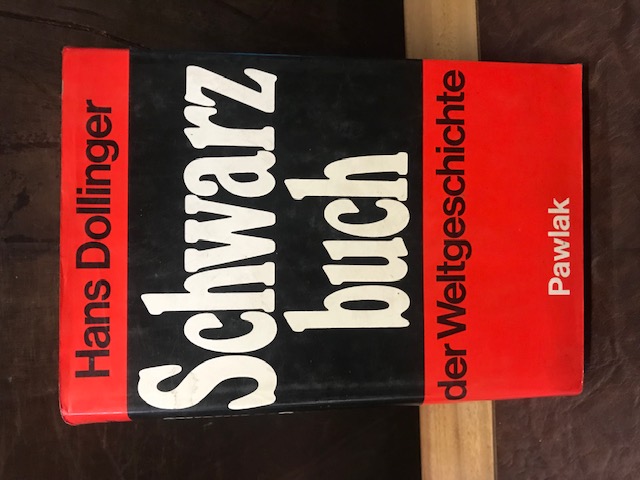 Hans Dollinger
Schwarz
buch
der Weltgeschichte
Pawlak